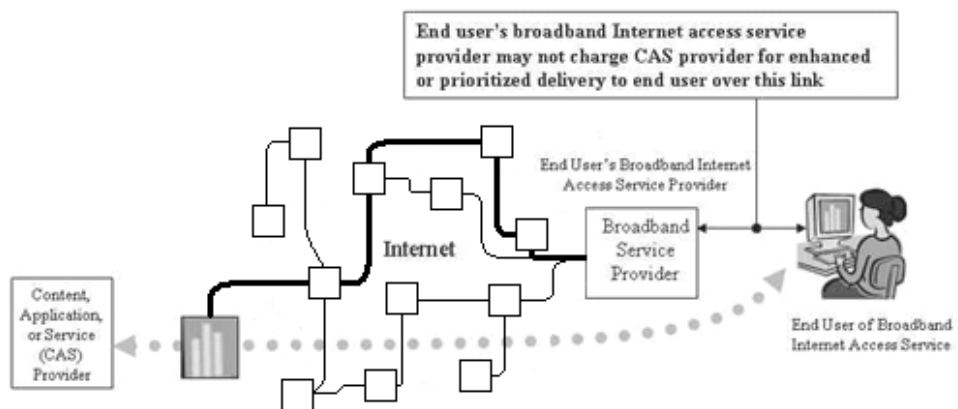 End user's broadband Internet access service
provider may not charge CAS provider for enhanced
or prioritized delivery to end user over this link
End User's Broadband Internet
Access Service Provider
Internet
Broadband
Service
Provider
Content,
Application,
or Service
(CAS)
Provider
End User of Broadband
Internet Access Service